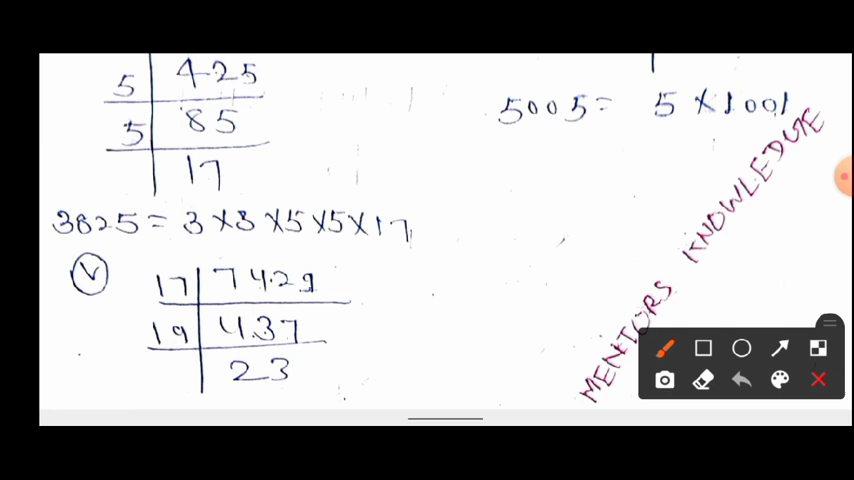 5 | 425
5 | 85
17
3825 = 3 × 3 × 5 × 5 × 17
(V)
17 | 7429
19 | 437
23
5005 = 5 × 1001
MENTORS KNOWLEDGE